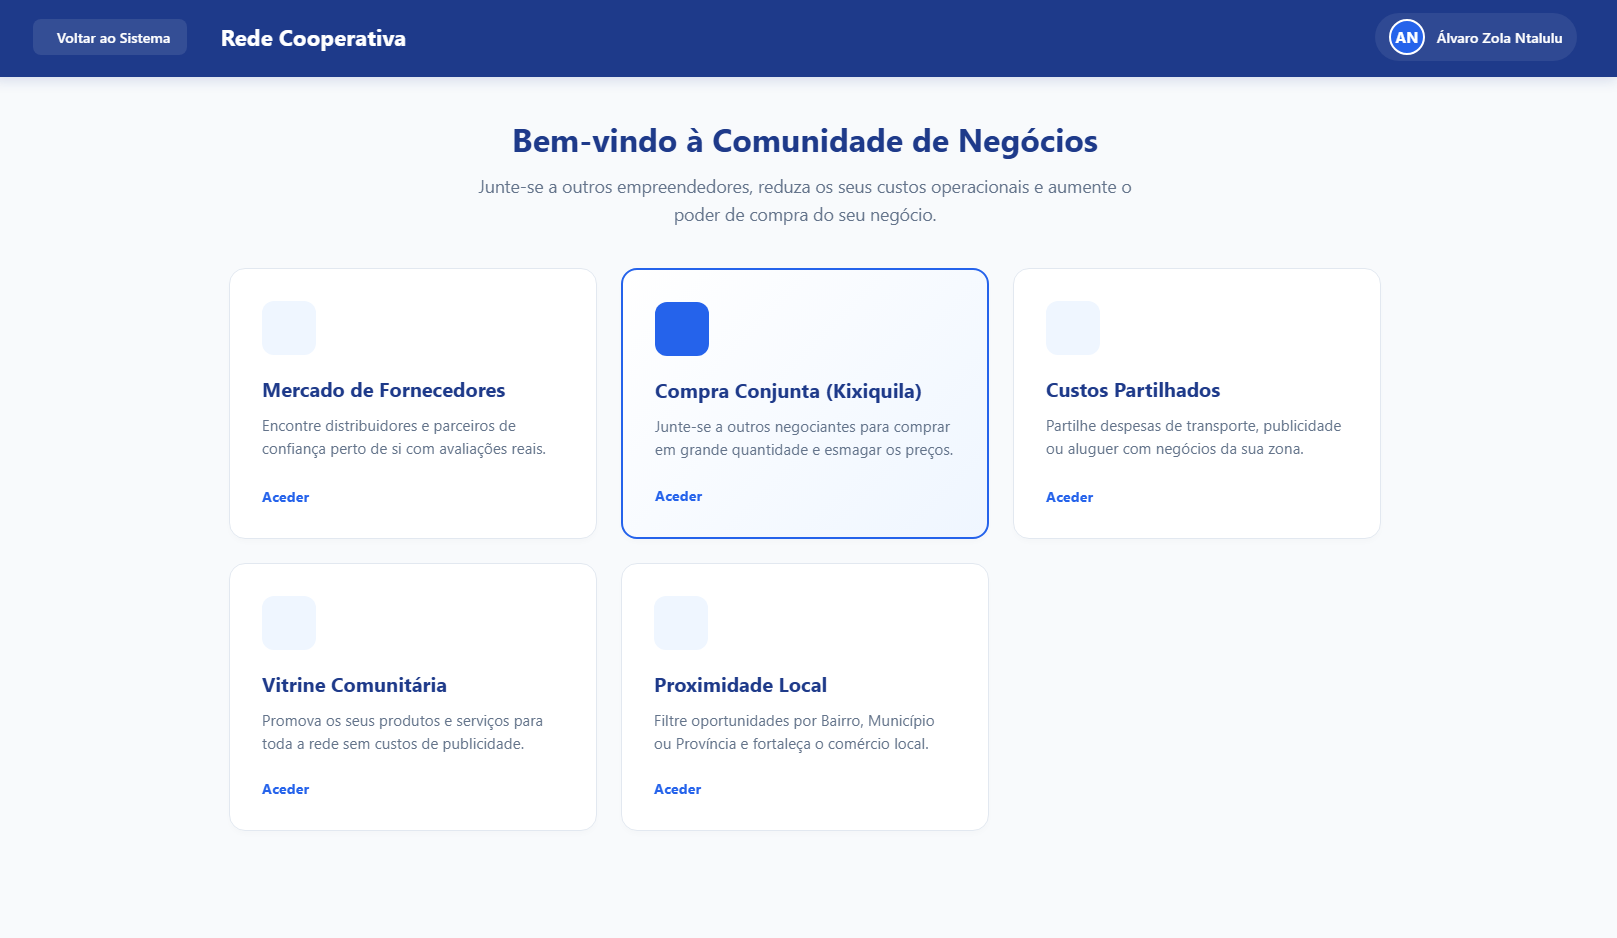 Voltar ao Sistema
Rede Cooperativa
AN
Álvaro Zola Ntalulu
Bem-vindo à Comunidade de Negócios
Junte-se a outros empreendedores, reduza os seus custos operacionais e aumente o
poder de compra do seu negócio.
Mercado de Fornecedores
Encontre distribuidores e parceiros de
confiança perto de si com avaliações reais.
Aceder
Compra Conjunta (Kixiquila)
Junte-se a outros negociantes para comprar
em grande quantidade e esmagar os preços.
Aceder
Custos Partilhados
Partilhe despesas de transporte, publicidade
ou aluguer com negócios da sua zona.
Aceder
Vitrine Comunitária
Promova os seus produtos e serviços para
toda a rede sem custos de publicidade.
Aceder
Proximidade Local
Filtre oportunidades por Bairro, Município
ou Província e fortaleça o comércio local.
Aceder